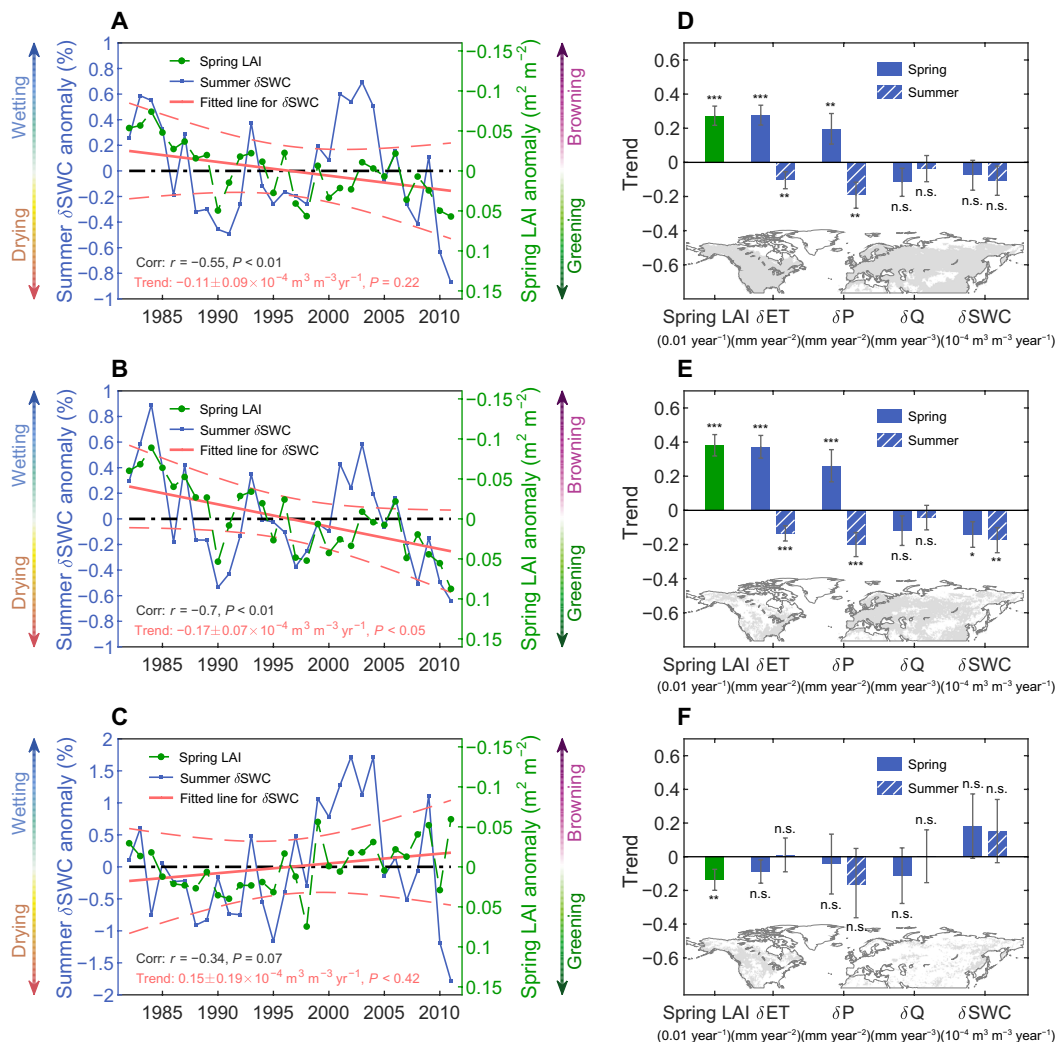 A
Wetting
Drying
Summer δSWC anomaly (%)
1
0.8
0.6
0.4
0.2
0
−0.2
−0.4
−0.6
−0.8
−1
Spring LAI
Summer δSWC
Fitted line for δSWC
Corr: r = −0.55, P < 0.01
Trend: −0.11±0.09×10⁻⁴ m³ m⁻³ yr⁻¹, P = 0.22
1985 1990 1995 2000 2005 2010
−0.15
−0.1
−0.05
0
0.05
0.1
0.15
Spring LAI anomaly (m² m⁻²)
Browning
Greening
D
Trend
0.6
0.4
0.2
0
−0.2
−0.4
−0.6
Spring
Summer
*** *** **
** ** n.s. n.s. n.s. n.s.
Spring LAI δET δP δQ δSWC
(0.01 year⁻¹)(mm year⁻²)(mm year⁻²)(mm year⁻³)(10⁻⁴ m³ m⁻³ year⁻¹)
B
Wetting
Drying
Summer δSWC anomaly (%)
1
0.8
0.6
0.4
0.2
0
−0.2
−0.4
−0.6
−0.8
−1
Spring LAI
Summer δSWC
Fitted line for δSWC
Corr: r = −0.7, P < 0.01
Trend: −0.17±0.07×10⁻⁴ m³ m⁻³ yr⁻¹, P < 0.05
1985 1990 1995 2000 2005 2010
−0.15
−0.1
−0.05
0
0.05
0.1
0.15
Spring LAI anomaly (m² m⁻²)
Browning
Greening
E
Trend
0.6
0.4
0.2
0
−0.2
−0.4
−0.6
Spring
Summer
*** *** ***
*** *** n.s. n.s. * **
Spring LAI δET δP δQ δSWC
(0.01 year⁻¹)(mm year⁻²)(mm year⁻²)(mm year⁻³)(10⁻⁴ m³ m⁻³ year⁻¹)
C
Wetting
Drying
Summer δSWC anomaly (%)
2
1.5
1
0.5
0
−0.5
−1
−1.5
−2
Spring LAI
Summer δSWC
Fitted line for δSWC
Corr: r = −0.34, P = 0.07
Trend: 0.15±0.19×10⁻⁴ m³ m⁻³ yr⁻¹, P < 0.42
1985 1990 1995 2000 2005 2010
−0.15
−0.1
−0.05
0
0.05
0.1
0.15
Spring LAI anomaly (m² m⁻²)
Browning
Greening
F
Trend
0.6
0.4
0.2
0
−0.2
−0.4
−0.6
Spring
Summer
n.s. n.s. n.s.
** n.s. n.s. n.s. n.s.
Spring LAI δET δP δQ δSWC
(0.01 year⁻¹)(mm year⁻²)(mm year⁻²)(mm year⁻³)(10⁻⁴ m³ m⁻³ year⁻¹)